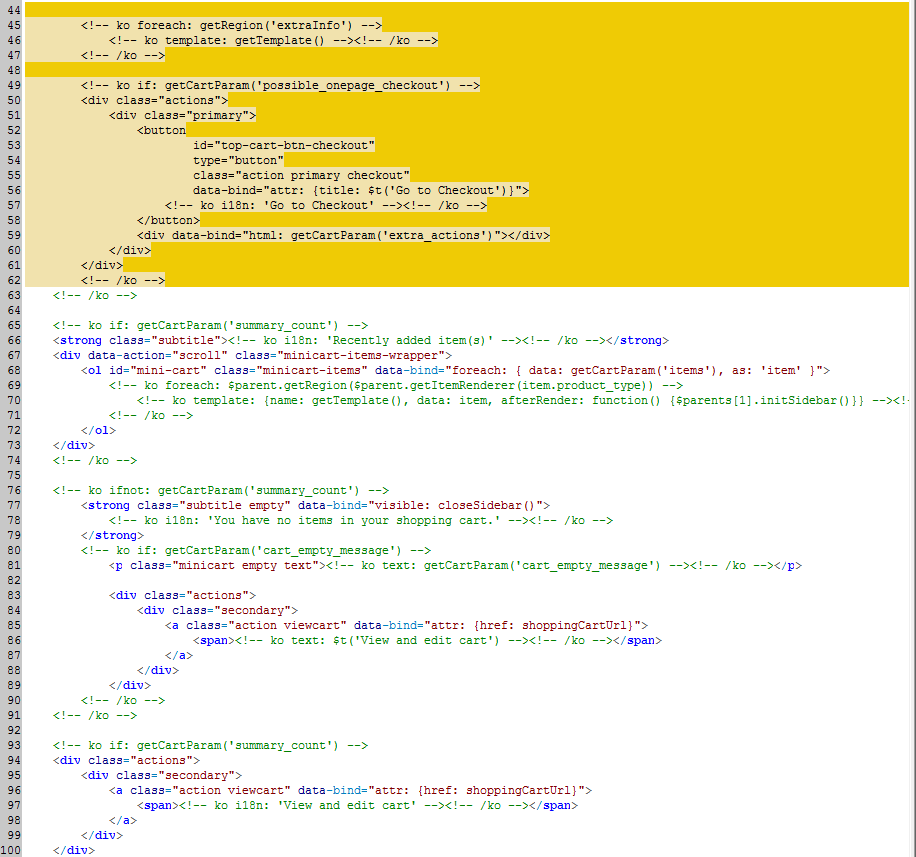 44
45 <!-- ko foreach: getRegion('extraInfo') -->
46 <!-- ko template: getTemplate() --><!-- /ko -->
47 <!-- /ko -->
48
49 <!-- ko if: getCartParam('possible_onepage_checkout') -->
50 <div class="actions">
51 <div class="primary">
52 <button
53 id="top-cart-btn-checkout"
54 type="button"
55 class="action primary checkout"
56 data-bind="attr: {title: $t('Go to Checkout')}">
57 <!-- ko i18n: 'Go to Checkout' --><!-- /ko -->
58 </button>
59 <div data-bind="html: getCartParam('extra_actions')"></div>
60 </div>
61 </div>
62 <!-- /ko -->
63 <!-- /ko -->
64
65 <!-- ko if: getCartParam('summary_count') -->
66 <strong class="subtitle"><!-- ko i18n: 'Recently added item(s)' --><!-- /ko --></strong>
67 <div data-action="scroll" class="minicart-items-wrapper">
68 <ol id="mini-cart" class="minicart-items" data-bind="foreach: { data: getCartParam('items'), as: 'item' }">
69 <!-- ko foreach: $parent.getRegion($parent.getItemRenderer(item.product_type)) -->
70 <!-- ko template: {name: getTemplate(), data: item, afterRender: function() {$parents[1].initSidebar()}} --><!-
71 <!-- /ko -->
72 </ol>
73 </div>
74 <!-- /ko -->
75
76 <!-- ko ifnot: getCartParam('summary_count') -->
77 <strong class="subtitle empty" data-bind="visible: closeSidebar()">
78 <!-- ko i18n: 'You have no items in your shopping cart.' --><!-- /ko -->
79 </strong>
80 <!-- ko if: getCartParam('cart_empty_message') -->
81 <p class="minicart empty text"><!-- ko text: getCartParam('cart_empty_message') --><!-- /ko --></p>
82
83 <div class="actions">
84 <div class="secondary">
85 <a class="action viewcart" data-bind="attr: {href: shoppingCartUrl}">
86 <span><!-- ko text: $t('View and edit cart') --><!-- /ko --></span>
87 </a>
88 </div>
89 </div>
90 <!-- /ko -->
91 <!-- /ko -->
92
93 <!-- ko if: getCartParam('summary_count') -->
94 <div class="actions">
95 <div class="secondary">
96 <a class="action viewcart" data-bind="attr: {href: shoppingCartUrl}">
97 <span><!-- ko i18n: 'View and edit cart' --><!-- /ko --></span>
98 </a>
99 </div>
100 </div>